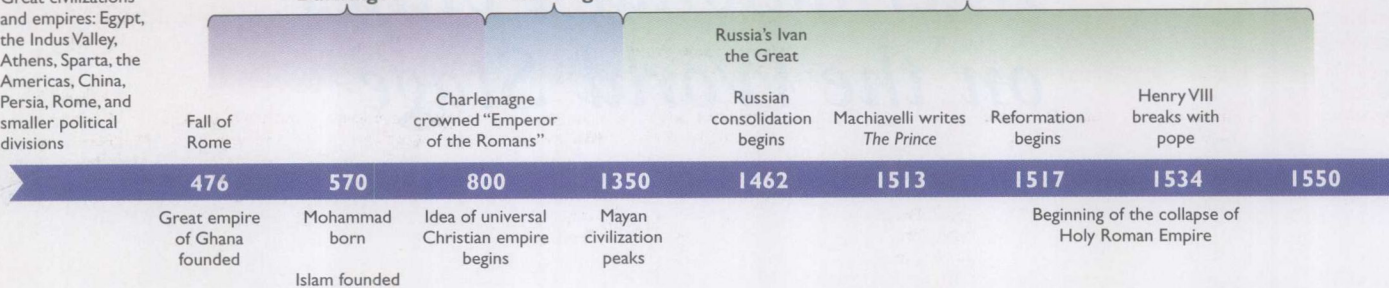 and empires: Egypt,
the Indus Valley,
Athens, Sparta, the
Americas, China,
Persia, Rome, and
smaller political
divisions
Fall of
Rome
Charlemagne
crowned "Emperor
of the Romans"
Russia's Ivan
the Great
Russian
consolidation
begins
Machiavelli writes
The Prince
Reformation
begins
Henry VIII
breaks with
pope
476 570 800 1350 1462 1513 1517 1534 1550
Great empire
of Ghana
founded
Mohammad
born
Islam founded
Idea of universal
Christian empire
begins
Mayan
civilization
peaks
Beginning of the collapse of
Holy Roman Empire